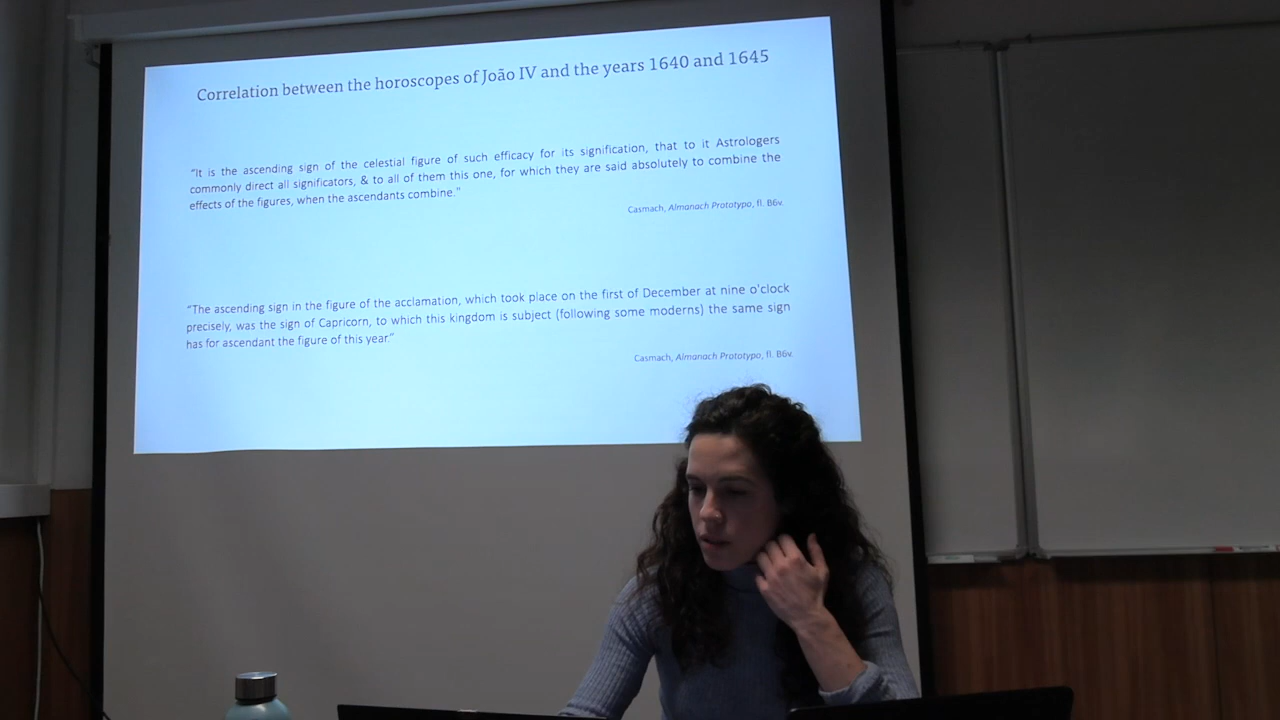 Correlation between the horoscopes of João IV and the years 1640 and 1645
“It is the ascending sign of the celestial figure of such efficacy for its signification, that to it Astrologers
commonly direct all significators, & to all of them this one, for which they are said absolutely to combine the
effects of the figures, when the ascendants combine."
Casmach, Almanach Prototypo, fl. B6v.
“The ascending sign in the figure of the acclamation, which took place on the first of December at nine o'clock
precisely, was the sign of Capricorn, to which this kingdom is subject (following some moderns) the same sign
has for ascendant the figure of this year.”
Casmach, Almanach Prototypo, fl. B6v.